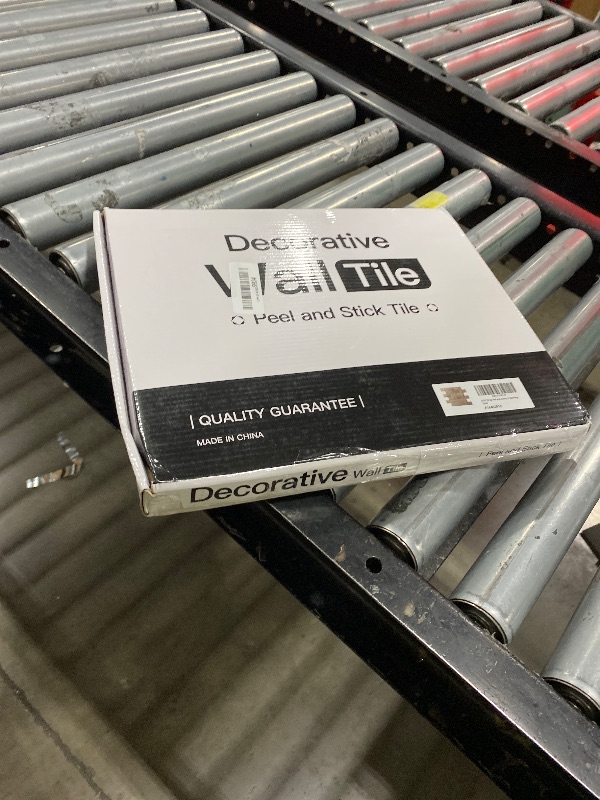 Decorative
Wall Tile
Peel and Stick Tile
| QUALITY GUARANTEE |
MADE IN CHINA
Decorative Wall Tile
| Peel and Stick Tile |